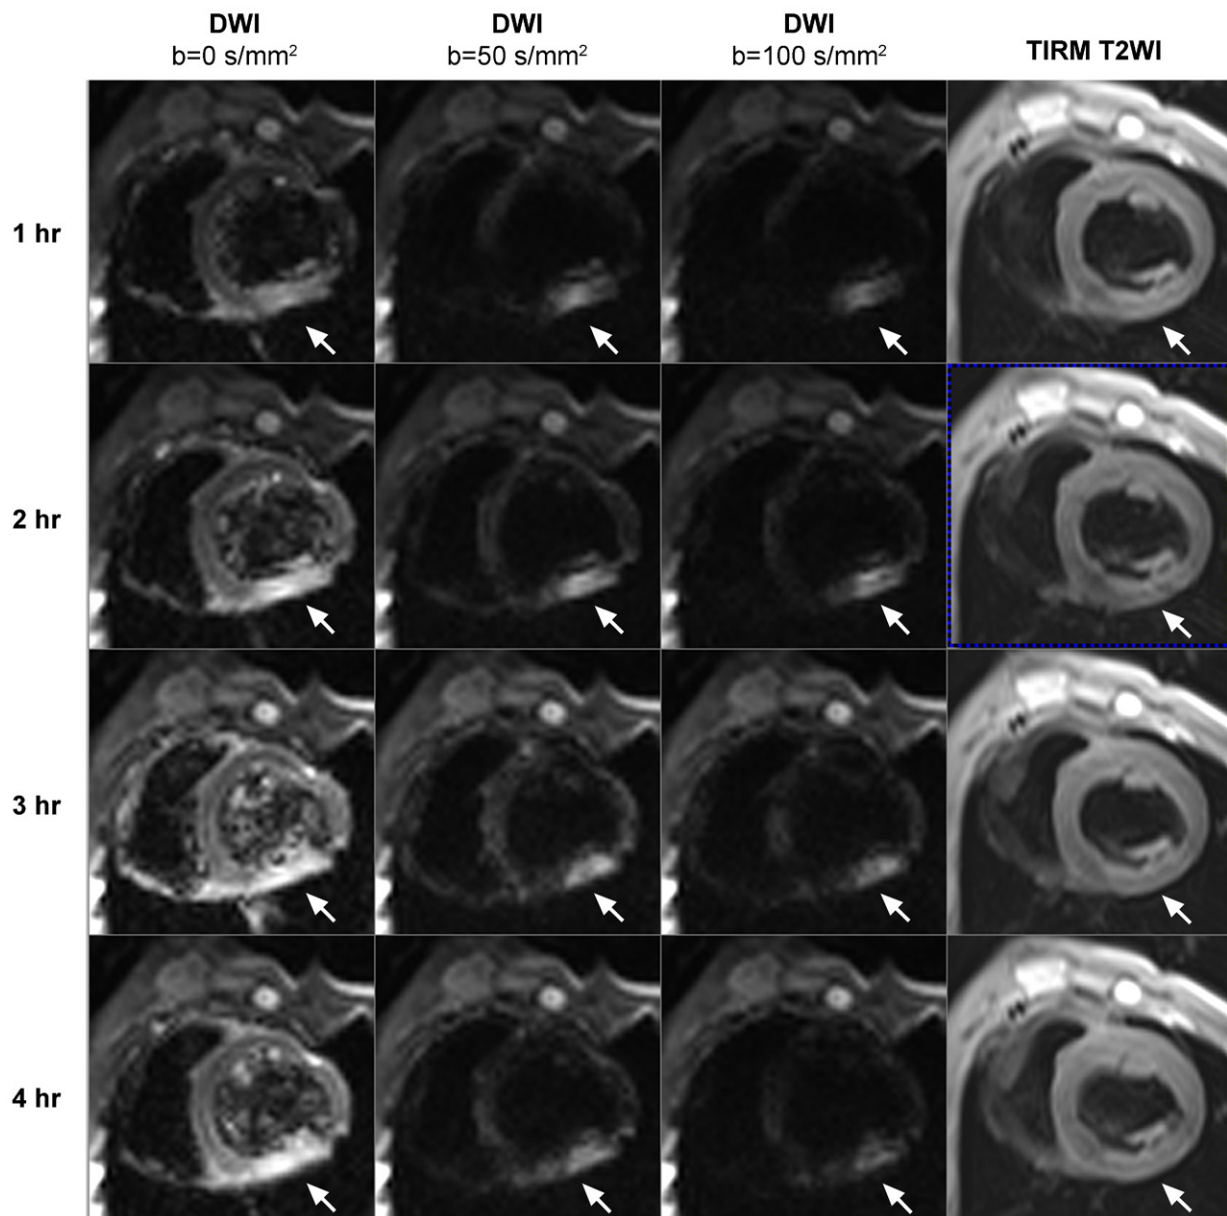 DWI
b=0 s/mm²
DWI
b=50 s/mm²
DWI
b=100 s/mm²
TIRM T2WI
1 hr
2 hr
3 hr
4 hr